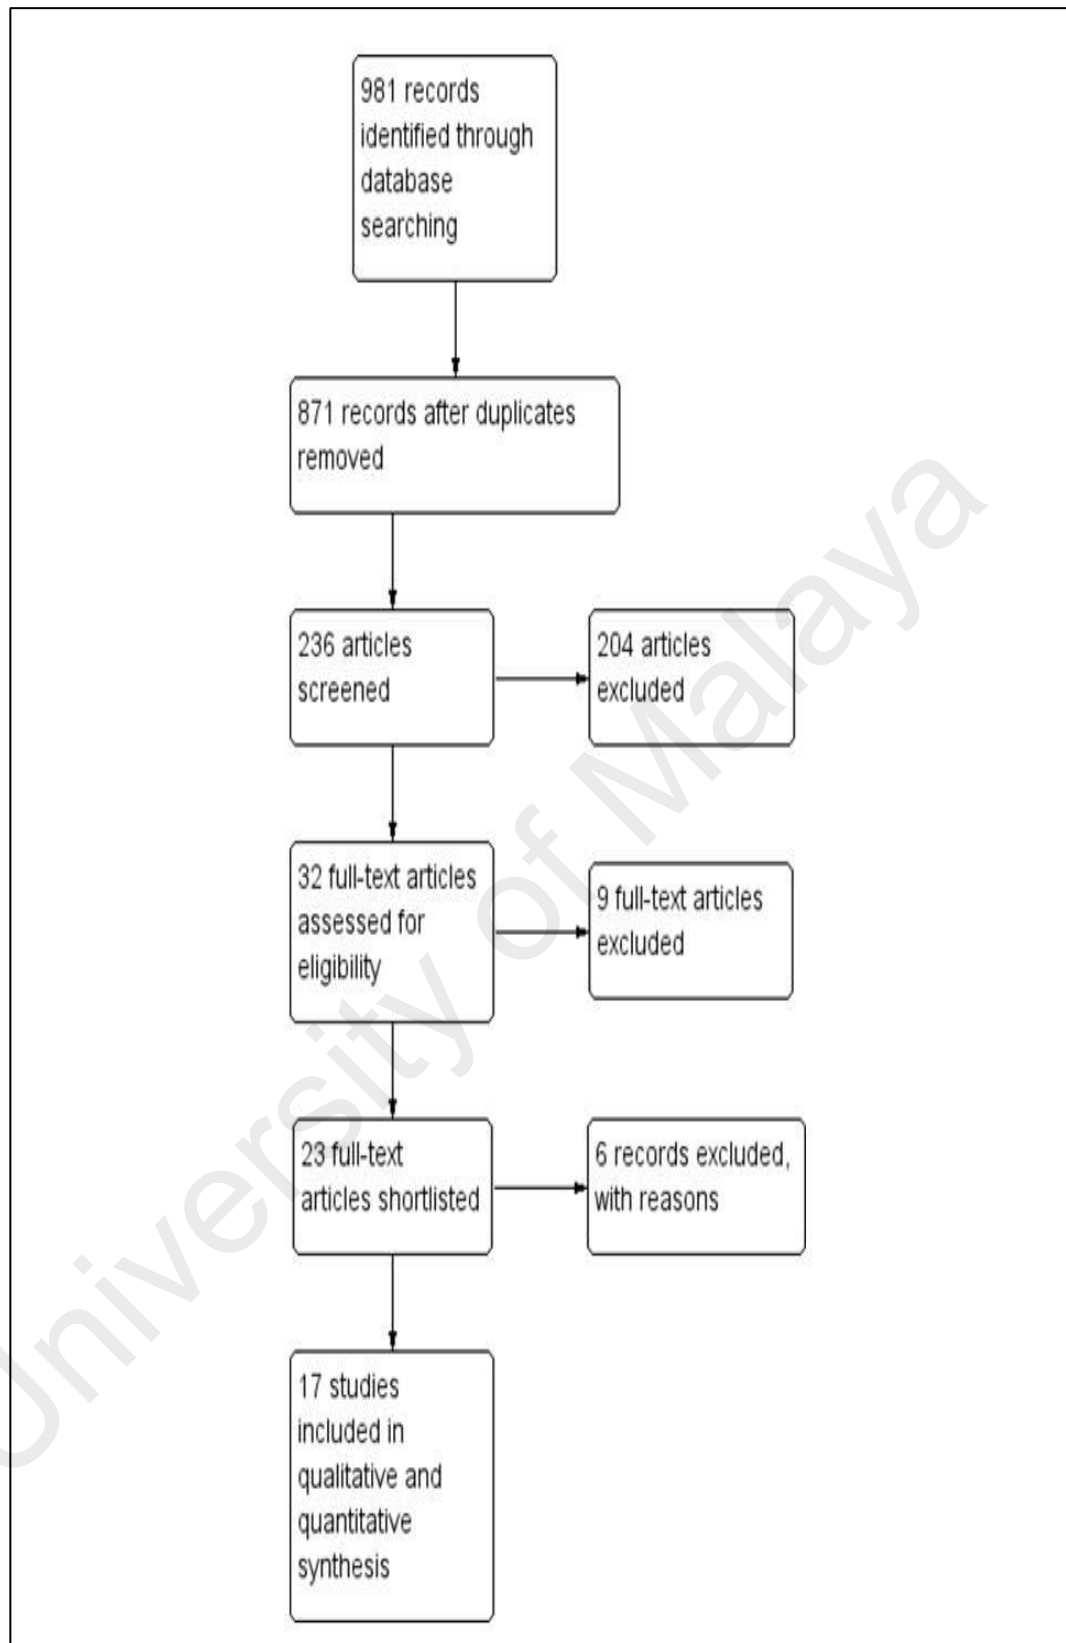 981 records
identified through
database
searching
871 records after duplicates
removed
236 articles
screened
204 articles
excluded
32 full-text articles
assessed for
eligibility
9 full-text articles
excluded
23 full-text
articles shortlisted
6 records excluded,
with reasons
17 studies
included in
qualitative and
quantitative
synthesis
University of Malaya